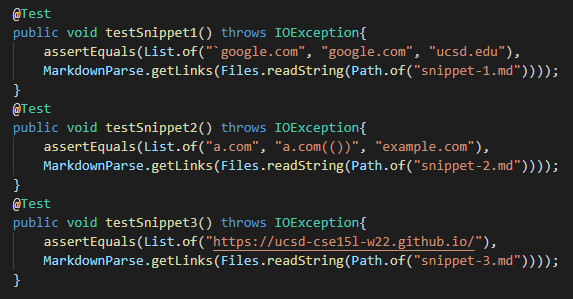 @Test
public void testSnippet1() throws IOException{
    assertEquals(List.of("`google.com", "google.com", "ucsd.edu"),
    MarkdownParse.getLinks(Files.readString(Path.of("snippet-1.md"))));
}
@Test
public void testSnippet2() throws IOException{
    assertEquals(List.of("a.com", "a.com(())", "example.com"),
    MarkdownParse.getLinks(Files.readString(Path.of("snippet-2.md"))));
}
@Test
public void testSnippet3() throws IOException{
    assertEquals(List.of("https://ucsd-cse15l-w22.github.io/"),
    MarkdownParse.getLinks(Files.readString(Path.of("snippet-3.md"))));
}